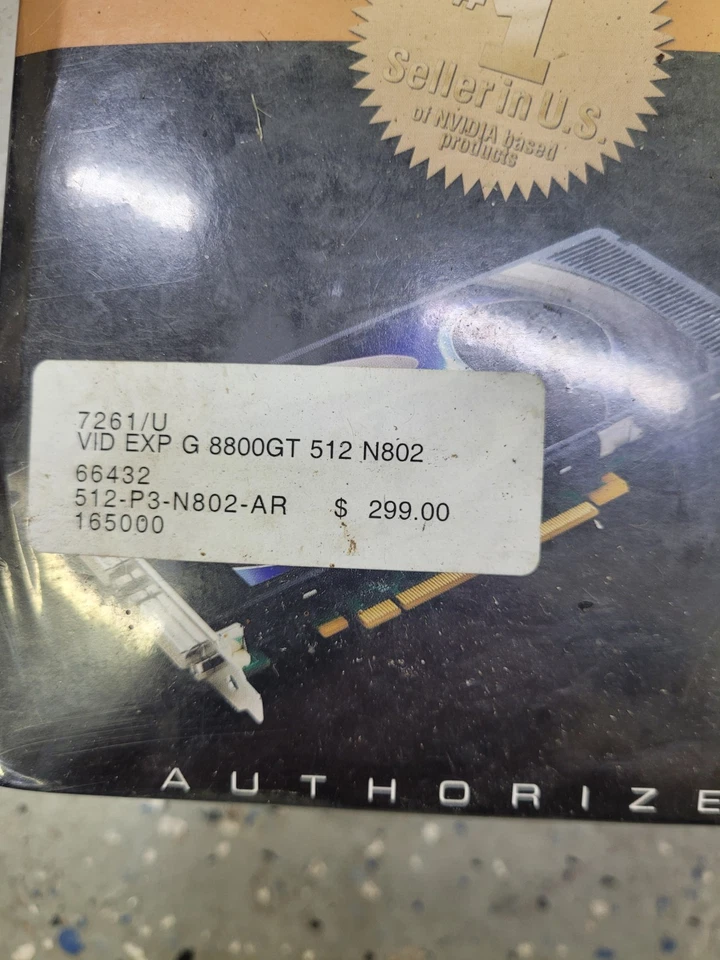 #1
Seller in U.S.
of NVIDIA based
products
7261/U
VID EXP G 8800GT 512 N802
66432
512-P3-N802-AR $ 299.00
165000
AUTHORIZE